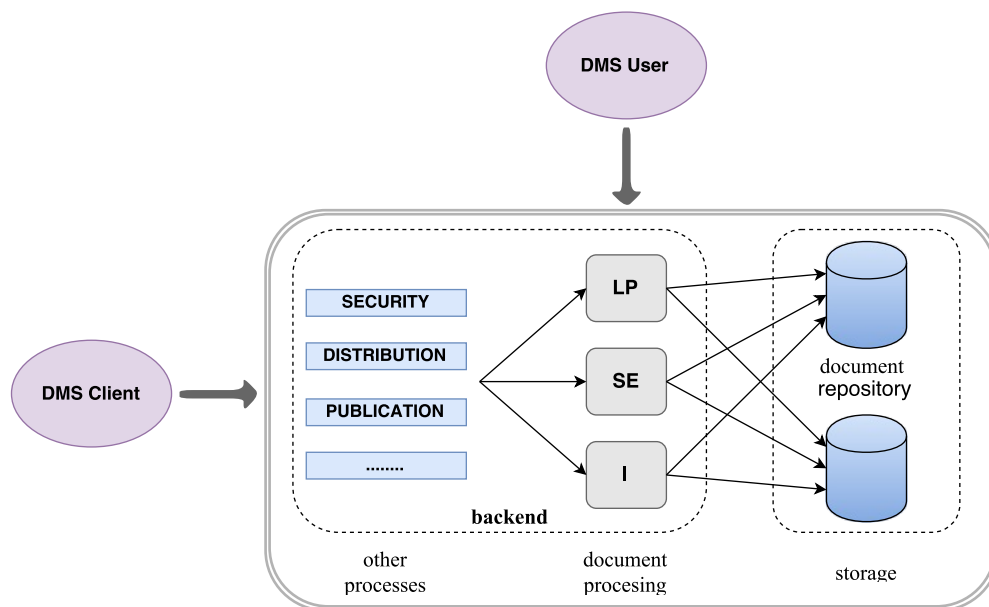 DMS User
DMS Client
SECURITY
DISTRIBUTION
PUBLICATION
........
LP
SE
I
backend
document
repository
other
processes
document
procesing
storage